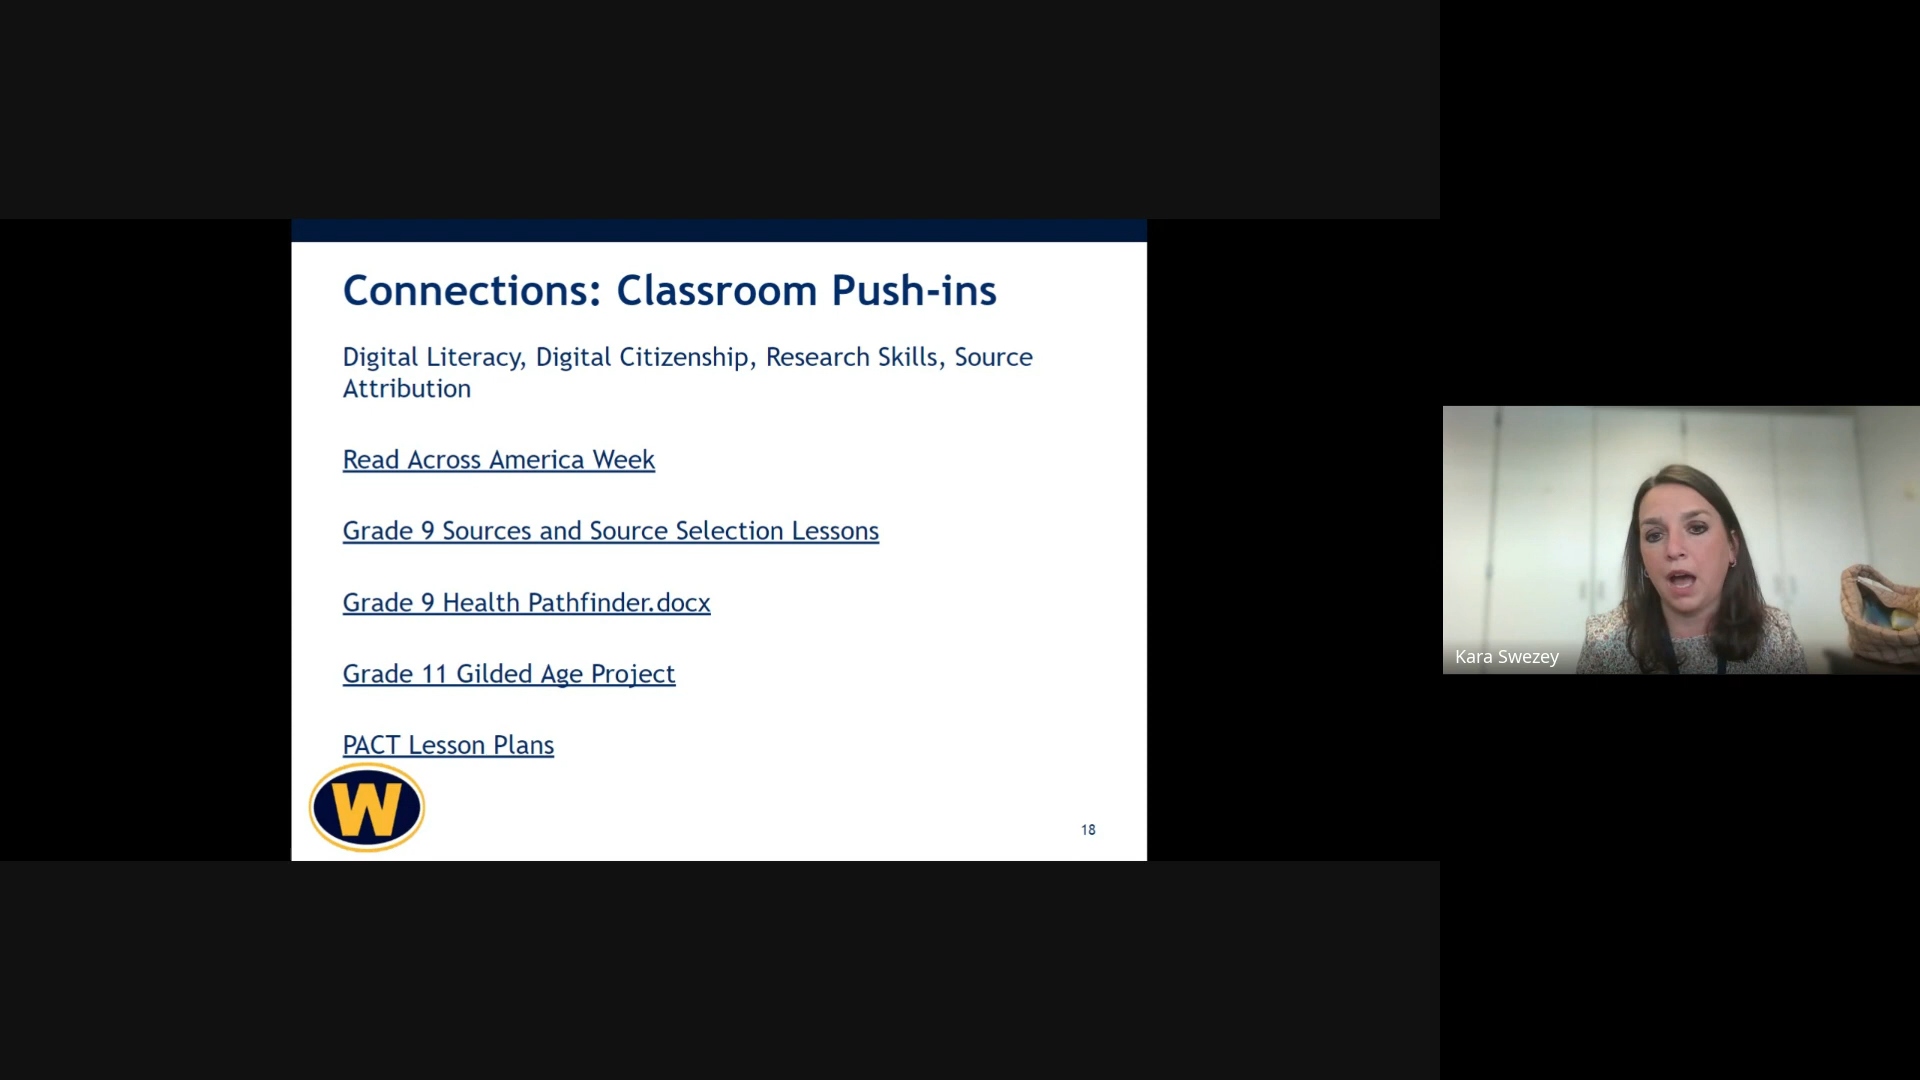 Connections: Classroom Push-ins
Digital Literacy, Digital Citizenship, Research Skills, Source
Attribution
Read Across America Week
Grade 9 Sources and Source Selection Lessons
Grade 9 Health Pathfinder.docx
Grade 11 Gilded Age Project
PACT Lesson Plans
W
18
Kara Swezey